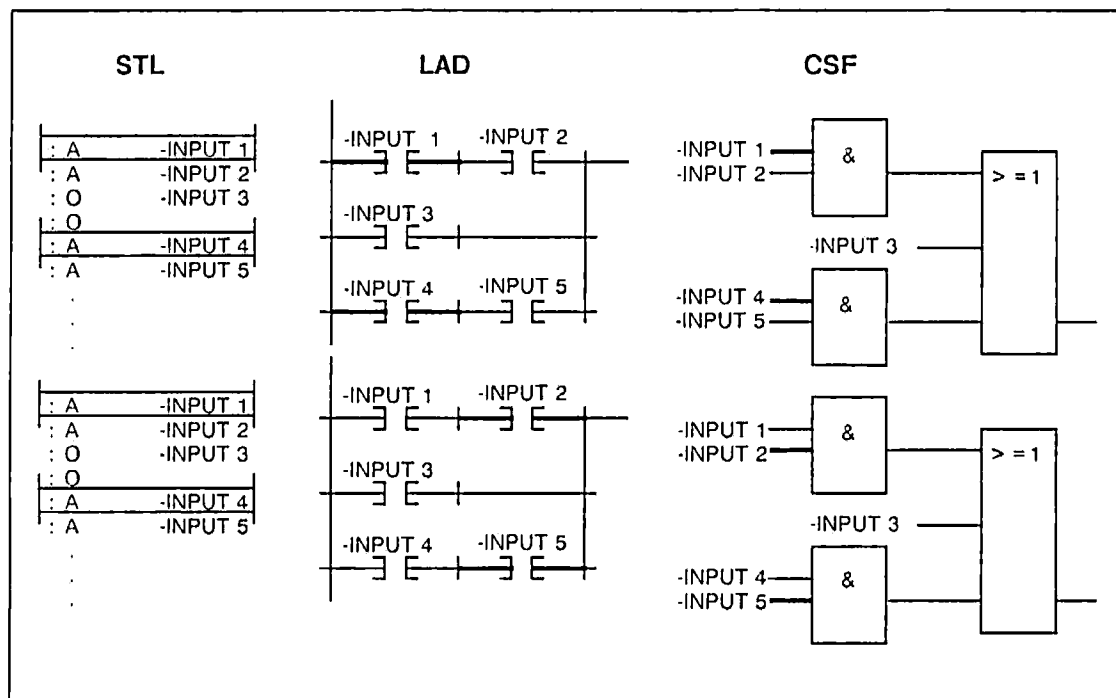 STL
LAD
CSF
: A -INPUT 1
: A -INPUT 2
: O -INPUT 3
: O
: A -INPUT 4
: A -INPUT 5
.
.
.
-INPUT 1 -INPUT 2
-INPUT 3
-INPUT 4 -INPUT 5
-INPUT 1
-INPUT 2
&
> = 1
-INPUT 3
-INPUT 4
-INPUT 5
&
: A -INPUT 1
: A -INPUT 2
: O -INPUT 3
: O
: A -INPUT 4
: A -INPUT 5
.
.
.
-INPUT 1 -INPUT 2
-INPUT 3
-INPUT 4 -INPUT 5
-INPUT 1
-INPUT 2
&
> = 1
-INPUT 3
-INPUT 4
-INPUT 5
&